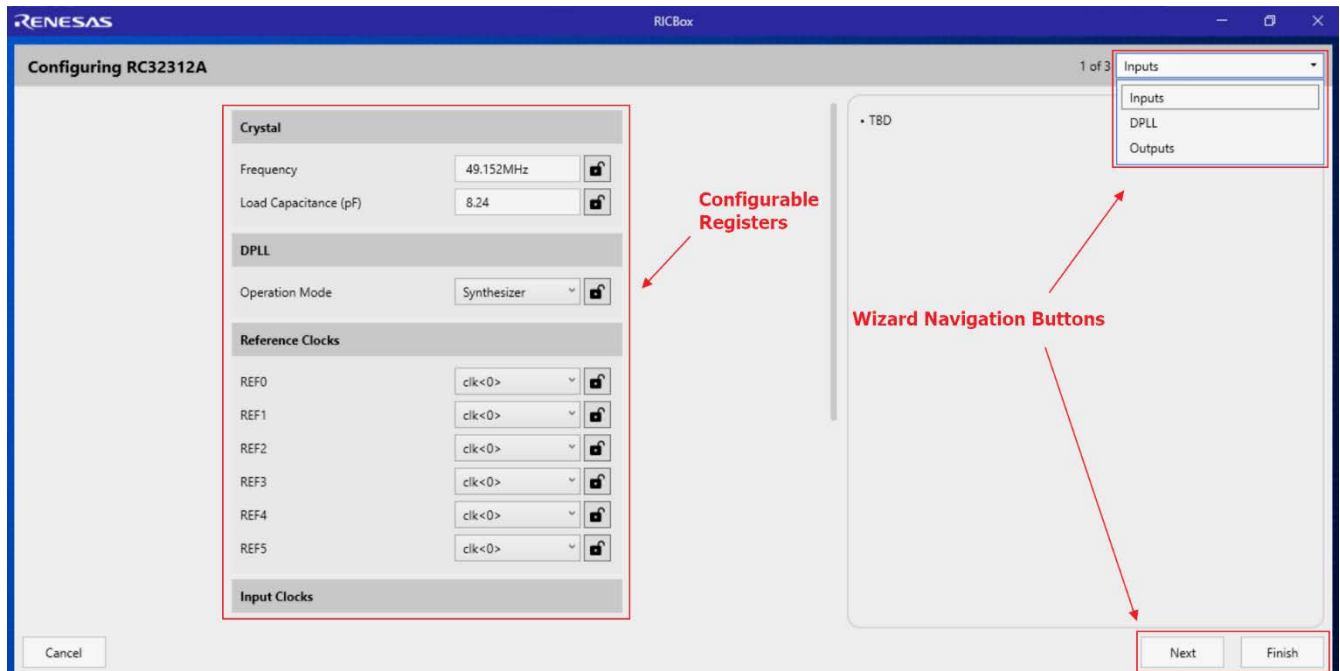 RENESAS
RICBox
Configuring RC32312A
1 of 3 Inputs
Inputs
DPLL
Outputs
Crystal
Frequency 49.152MHz
Load Capacitance (pF) 8.24
DPLL
Operation Mode Synthesizer
Reference Clocks
REF0 clk<0>
REF1 clk<0>
REF2 clk<0>
REF3 clk<0>
REF4 clk<0>
REF5 clk<0>
Input Clocks
Configurable
Registers
• TBD
Wizard Navigation Buttons
Cancel
Next
Finish